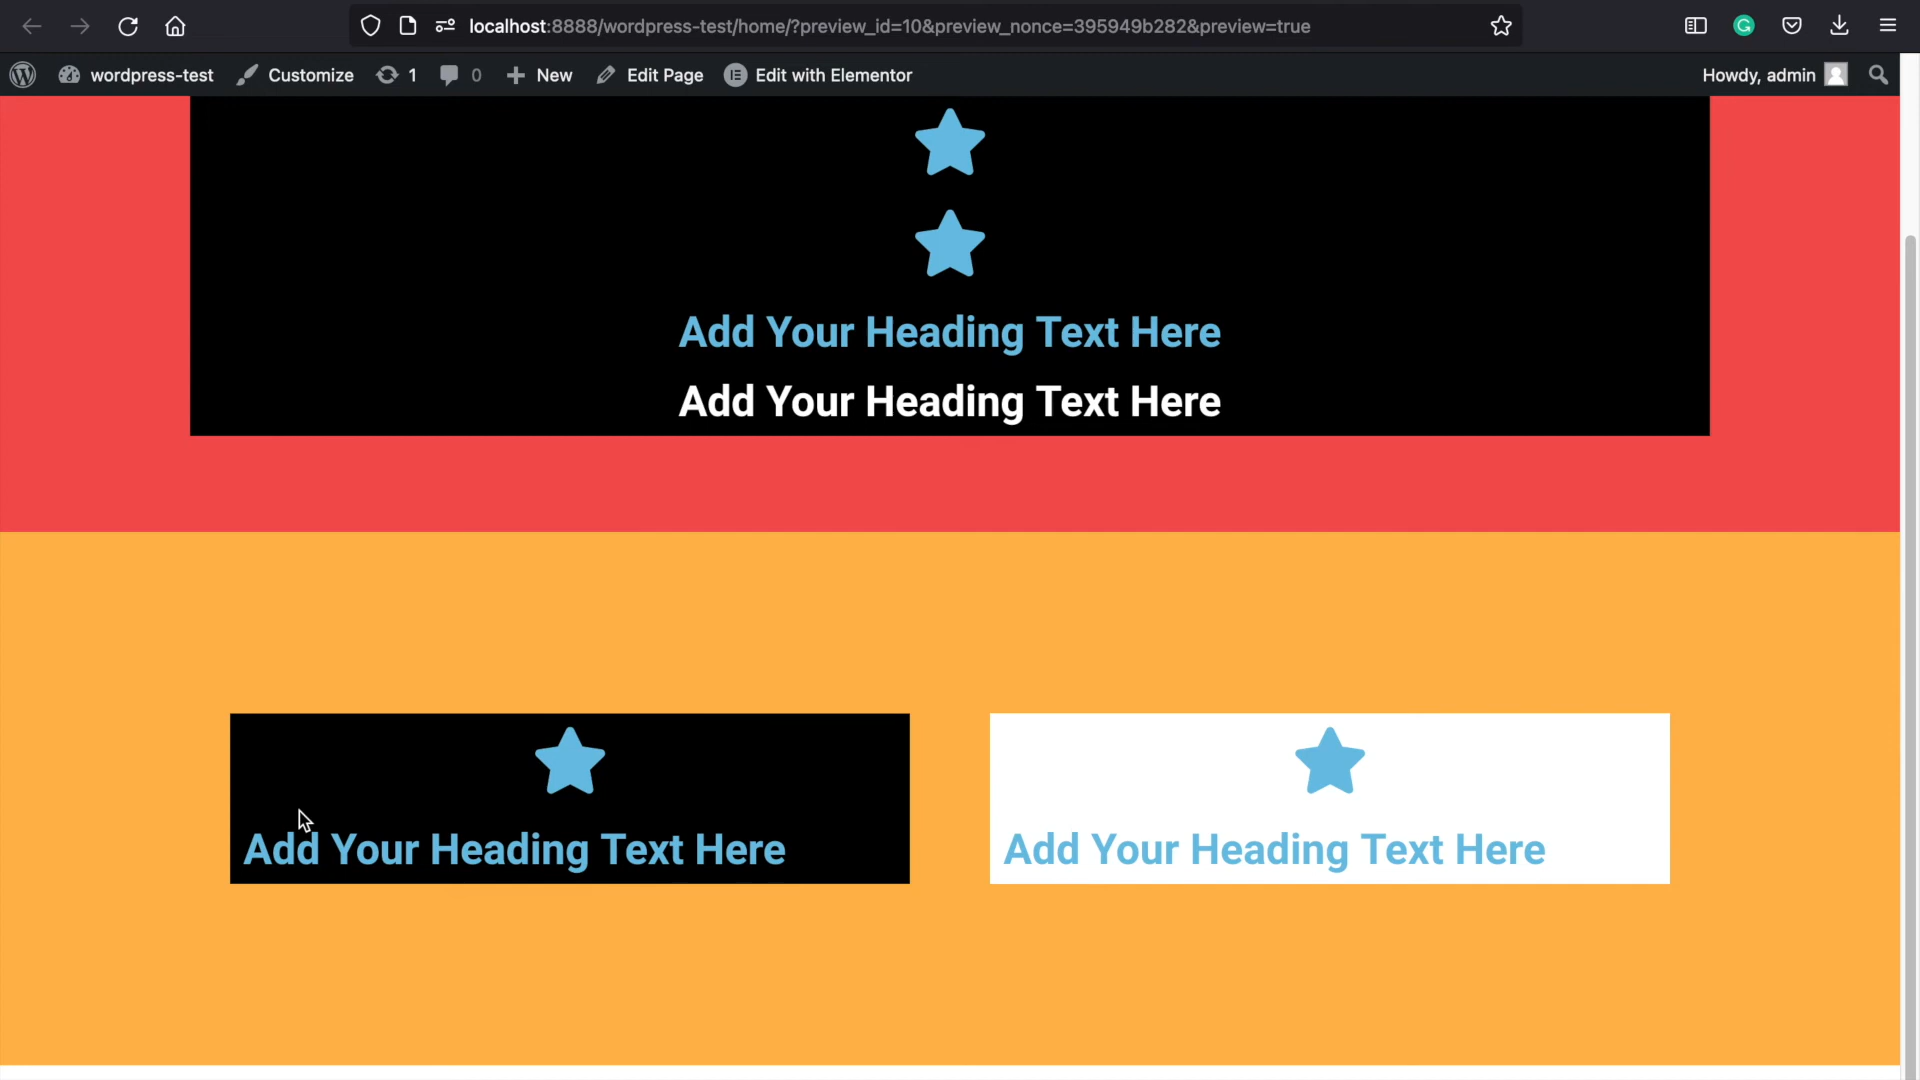 localhost:8888/wordpress-test/home/?preview_id=10&preview_nonce=395949b282&preview=true
wordpress-test Customize 1 0 New Edit Page Edit with Elementor Howdy, admin
Add Your Heading Text Here
Add Your Heading Text Here
Add Your Heading Text Here
Add Your Heading Text Here